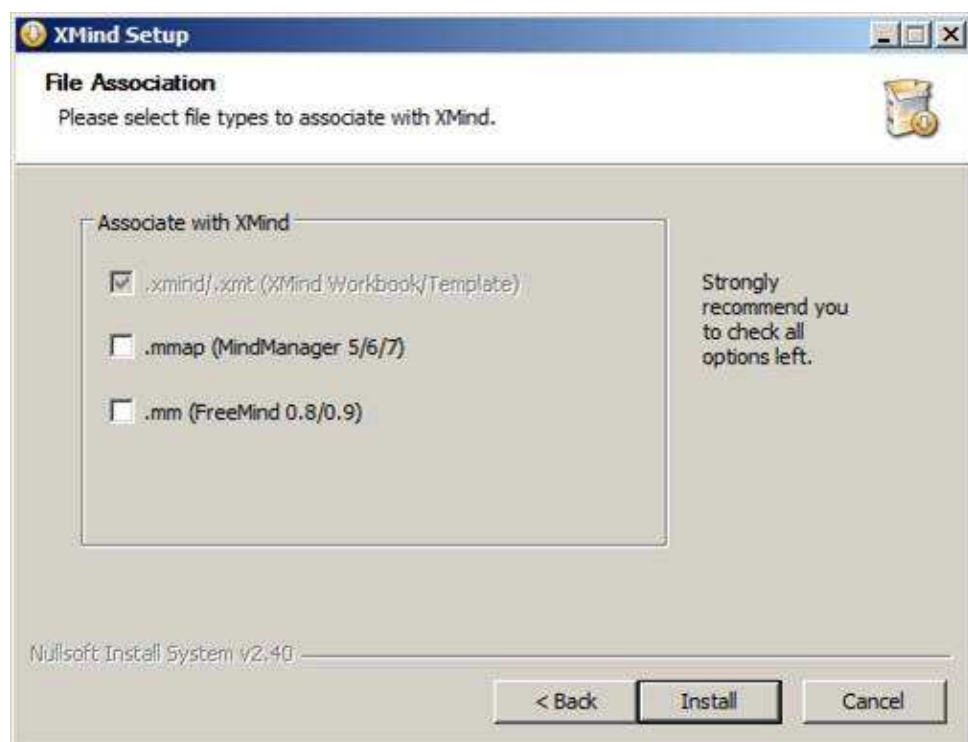 XMind Setup
File Association
Please select file types to associate with XMind.
Associate with XMind
.xmind/.xmt (XMind Workbook/Template)
.mmap (MindManager 5/6/7)
.mm (FreeMind 0.8/0.9)
Strongly
recommend you
to check all
options left.
Nullsoft Install System v2.40
< Back
Install
Cancel